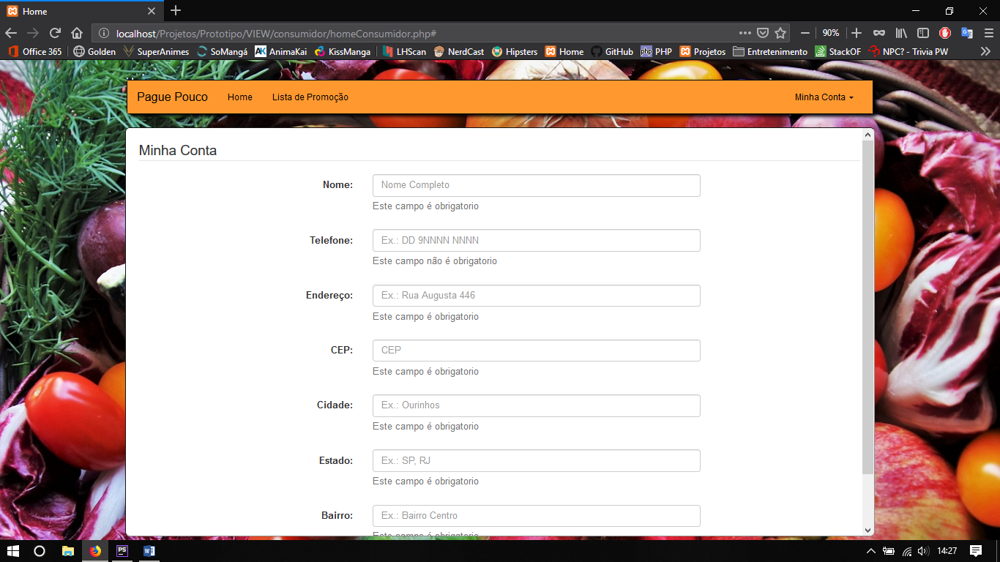 Home
localhost/Projetos/Prototipo/VIEW/consumidor/homeConsumidor.php#
90%
Office 365 Golden SuperAnimes SoMangá AnimaKai KissManga LHScan NerdCast Hipsters Home GitHub PHP Projetos Entretenimento StackOF NPC? - Trivia PW
Pague Pouco Home Lista de Promoção Minha Conta
Minha Conta
Nome: Nome Completo
Este campo é obrigatorio
Telefone: Ex.: DD 9NNNN NNNN
Este campo não é obrigatorio
Endereço: Ex.: Rua Augusta 446
Este campo é obrigatorio
CEP: CEP
Este campo é obrigatorio
Cidade: Ex.: Ourinhos
Este campo é obrigatorio
Estado: Ex.: SP, RJ
Este campo é obrigatorio
Bairro: Ex.: Bairro Centro
Este campo é obrigatorio
14:27